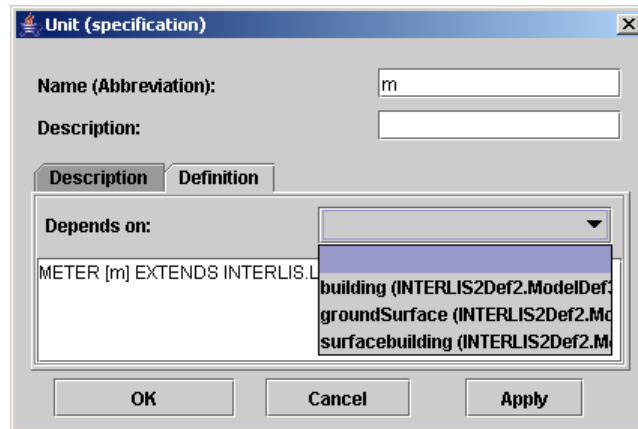 Unit (specification)
Name (Abbreviation):
m
Description:
Description
Definition
Depends on:
METER [m] EXTENDS INTERLIS.L
building (INTERLIS2Def2.ModelDef
groundSurface (INTERLIS2Def2.Mo
surfacebuilding (INTERLIS2Def2.M
OK
Cancel
Apply